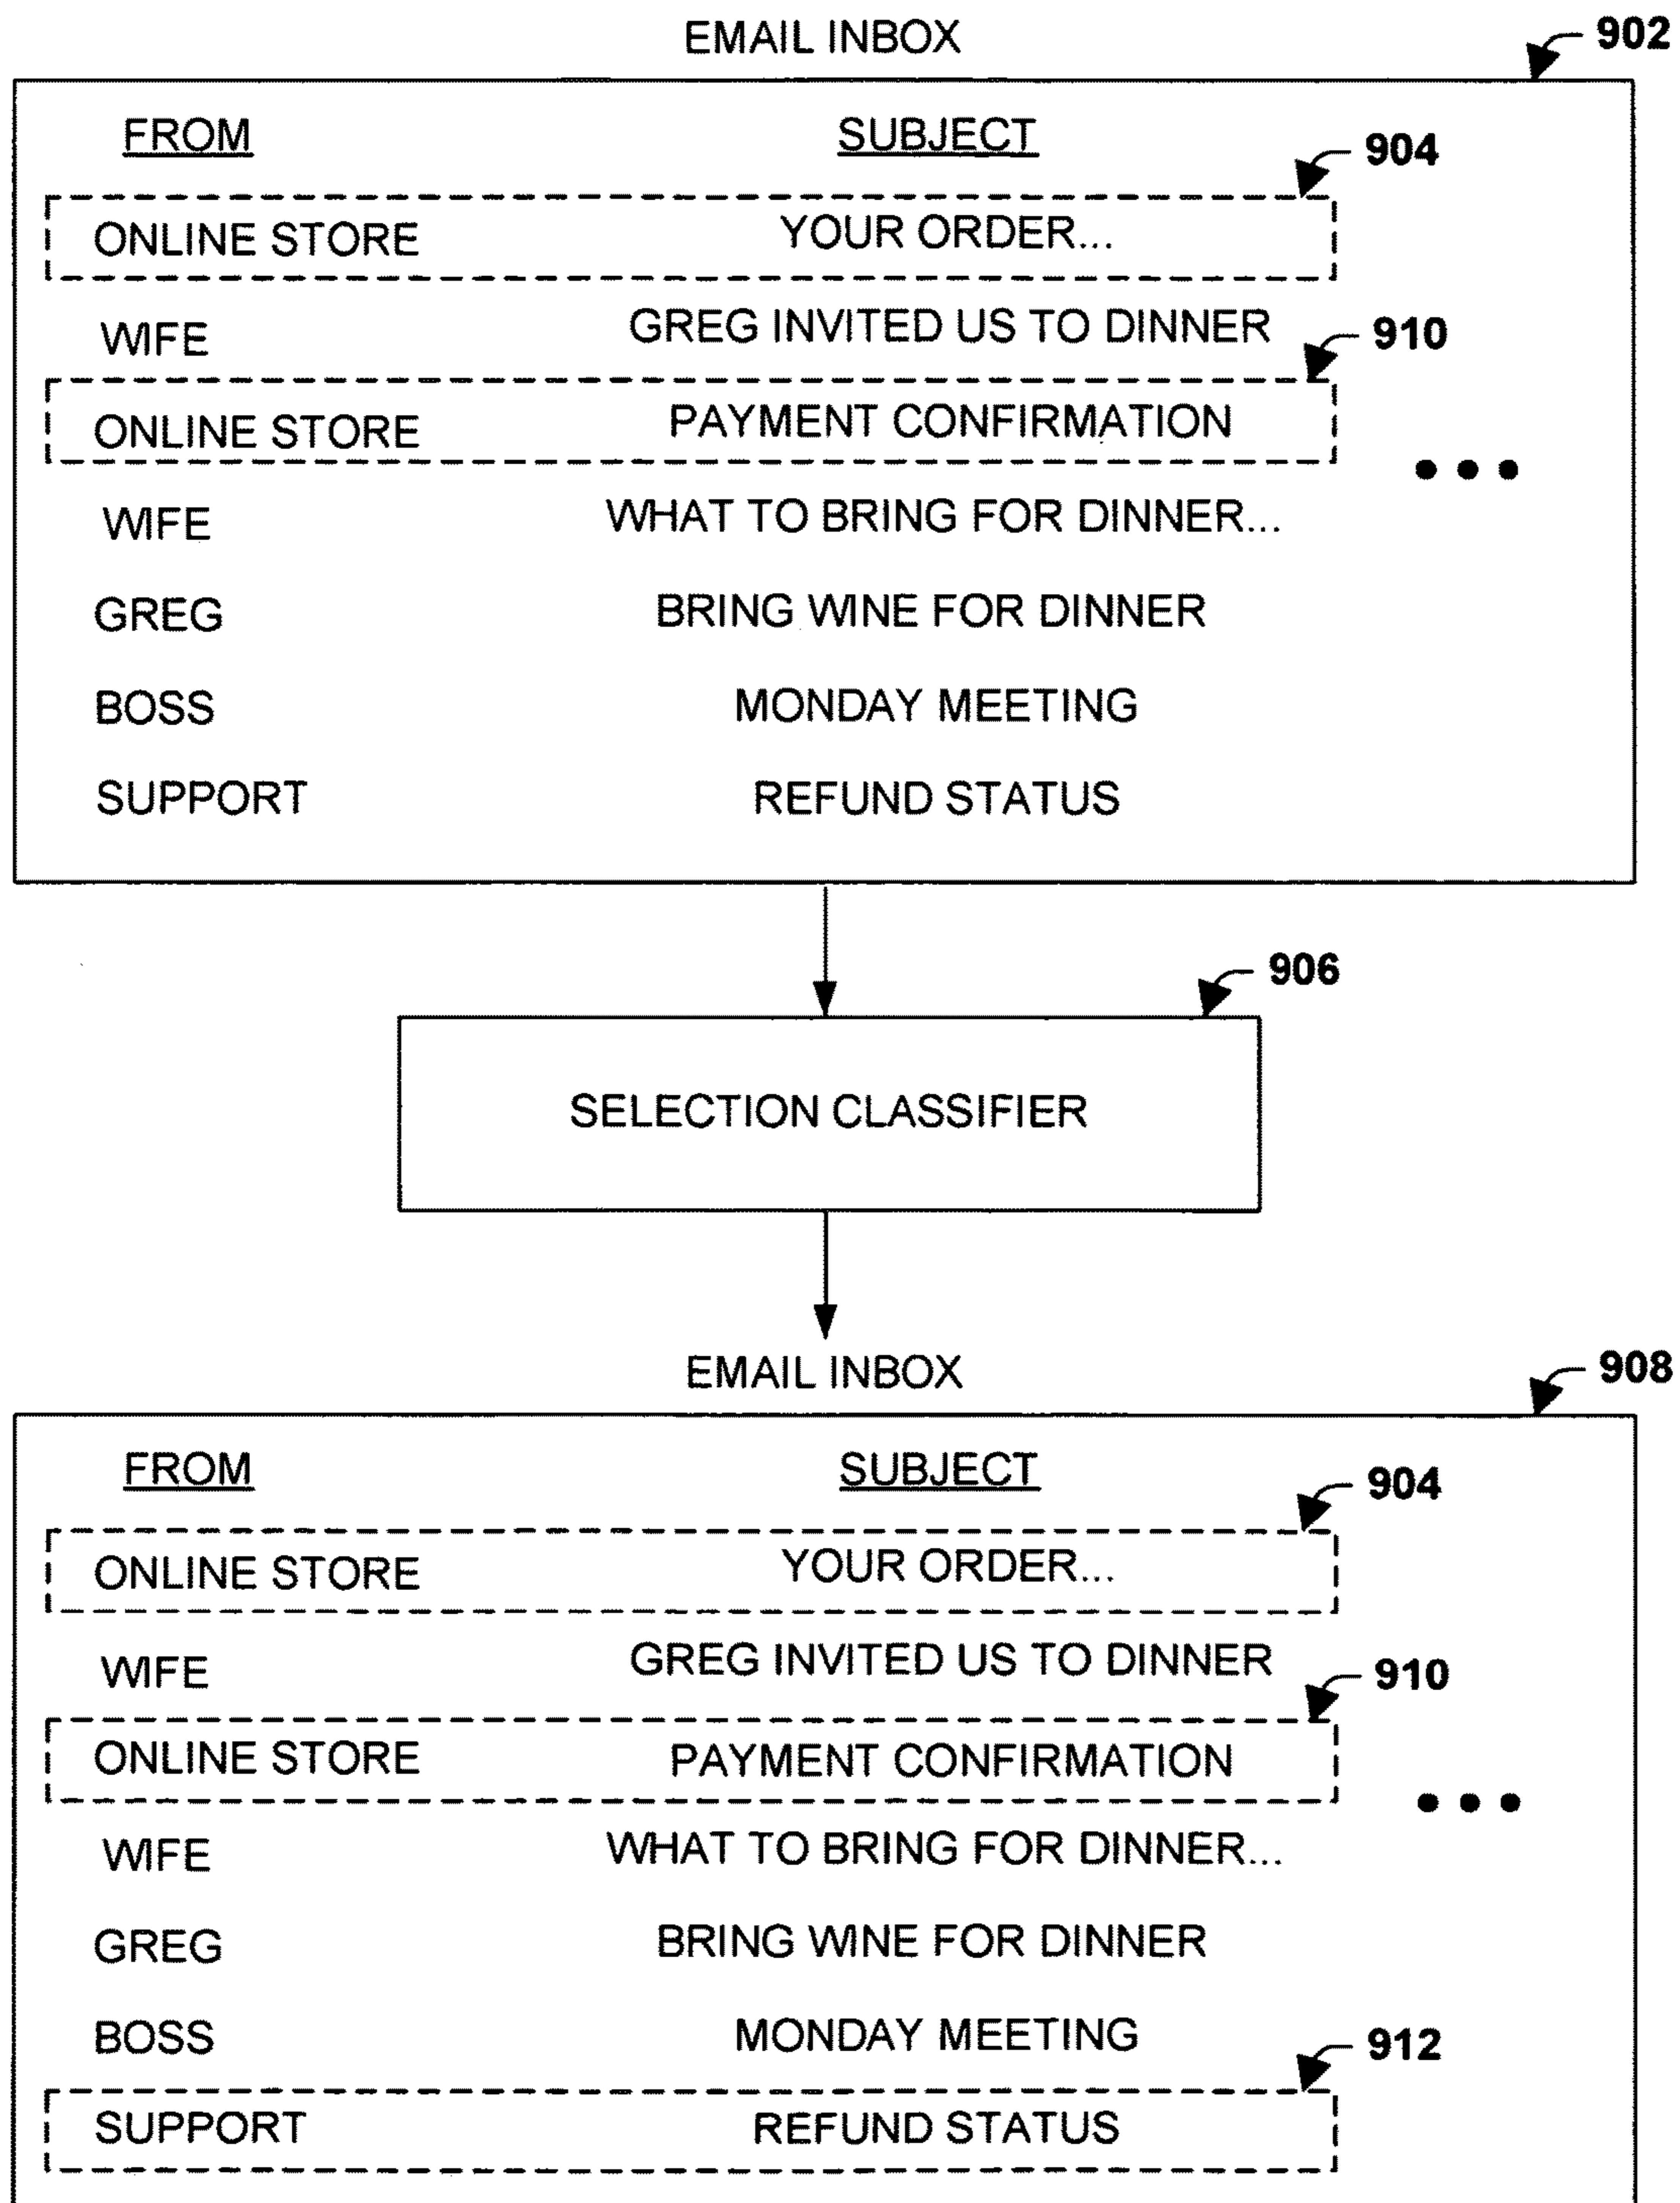 EMAIL INBOX
902
FROM SUBJECT
904
ONLINE STORE YOUR ORDER...
WIFE GREG INVITED US TO DINNER
910
ONLINE STORE PAYMENT CONFIRMATION
WIFE WHAT TO BRING FOR DINNER...
GREG BRING WINE FOR DINNER
BOSS MONDAY MEETING
SUPPORT REFUND STATUS
906
SELECTION CLASSIFIER
EMAIL INBOX
908
FROM SUBJECT
904
ONLINE STORE YOUR ORDER...
WIFE GREG INVITED US TO DINNER
910
ONLINE STORE PAYMENT CONFIRMATION
WIFE WHAT TO BRING FOR DINNER...
GREG BRING WINE FOR DINNER
BOSS MONDAY MEETING
912
SUPPORT REFUND STATUS